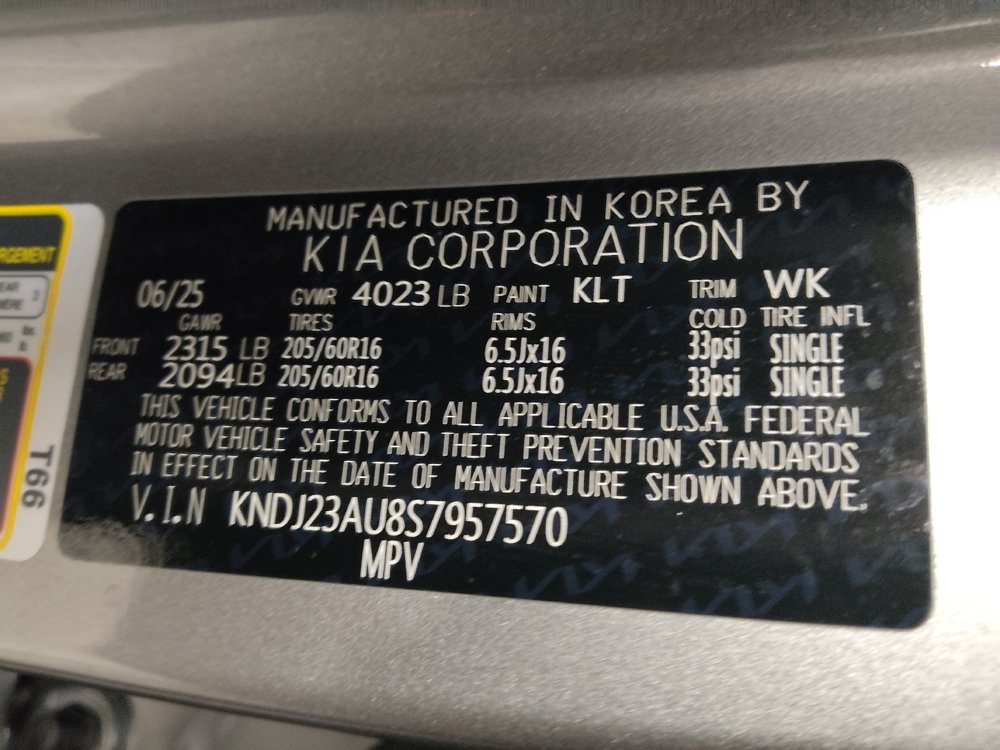 MANUFACTURED IN KOREA BY
KIA CORPORATION
06/25 GVWR 4023 LB PAINT KLT TRIM WK
GAWR TIRES RIMS COLD TIRE INFL
FRONT 2315 LB 205/60R16 6.5Jx16 33psi SINGLE
REAR 2094LB 205/60R16 6.5Jx16 33psi SINGLE
THIS VEHICLE CONFORMS TO ALL APPLICABLE U.S.A. FEDERAL
MOTOR VEHICLE SAFETY AND THEFT PREVENTION STANDARDS
IN EFFECT ON THE DATE OF MANUFACTURE SHOWN ABOVE.
V.I.N KNDJ23AU8S7957570
MPV
T66